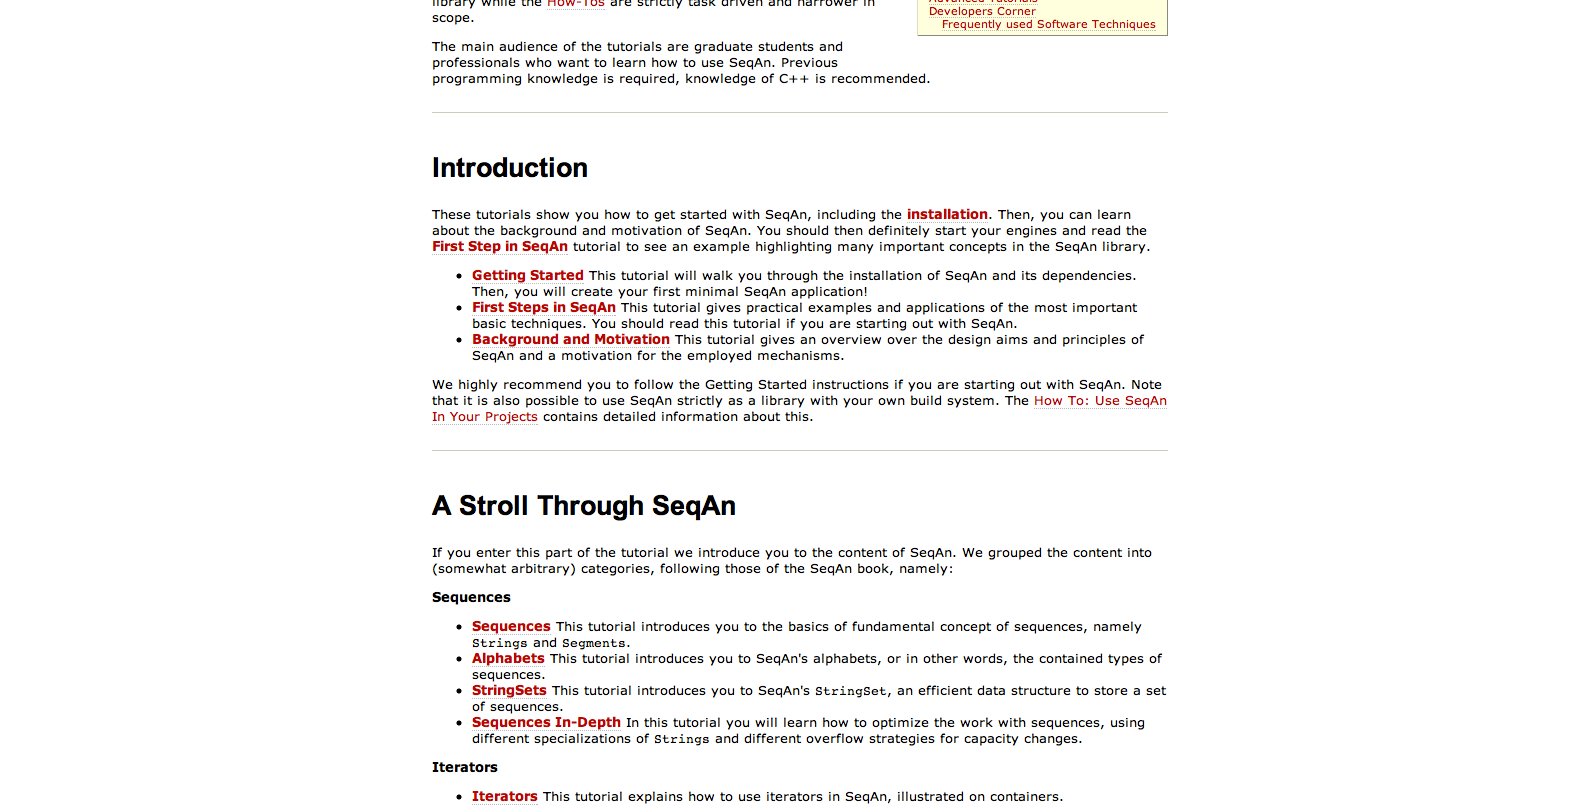 library while the How-Tos are strictly task driven and narrower in
scope.
Advanced Tutorials
Developers Corner
Frequently used Software Techniques
The main audience of the tutorials are graduate students and
professionals who want to learn how to use SeqAn. Previous
programming knowledge is required, knowledge of C++ is recommended.
Introduction
These tutorials show you how to get started with SeqAn, including the installation. Then, you can learn
about the background and motivation of SeqAn. You should then definitely start your engines and read the
First Step in SeqAn tutorial to see an example highlighting many important concepts in the SeqAn library.
• Getting Started This tutorial will walk you through the installation of SeqAn and its dependencies.
Then, you will create your first minimal SeqAn application!
• First Steps in SeqAn This tutorial gives practical examples and applications of the most important
basic techniques. You should read this tutorial if you are starting out with SeqAn.
• Background and Motivation This tutorial gives an overview over the design aims and principles of
SeqAn and a motivation for the employed mechanisms.
We highly recommend you to follow the Getting Started instructions if you are starting out with SeqAn. Note
that it is also possible to use SeqAn strictly as a library with your own build system. The How To: Use SeqAn
In Your Projects contains detailed information about this.
A Stroll Through SeqAn
If you enter this part of the tutorial we introduce you to the content of SeqAn. We grouped the content into
(somewhat arbitrary) categories, following those of the SeqAn book, namely:
Sequences
• Sequences This tutorial introduces you to the basics of fundamental concept of sequences, namely
Strings and Segments.
• Alphabets This tutorial introduces you to SeqAn's alphabets, or in other words, the contained types of
sequences.
• StringSets This tutorial introduces you to SeqAn's StringSet, an efficient data structure to store a set
of sequences.
• Sequences In-Depth In this tutorial you will learn how to optimize the work with sequences, using
different specializations of Strings and different overflow strategies for capacity changes.
Iterators
• Iterators This tutorial explains how to use iterators in SeqAn, illustrated on containers.